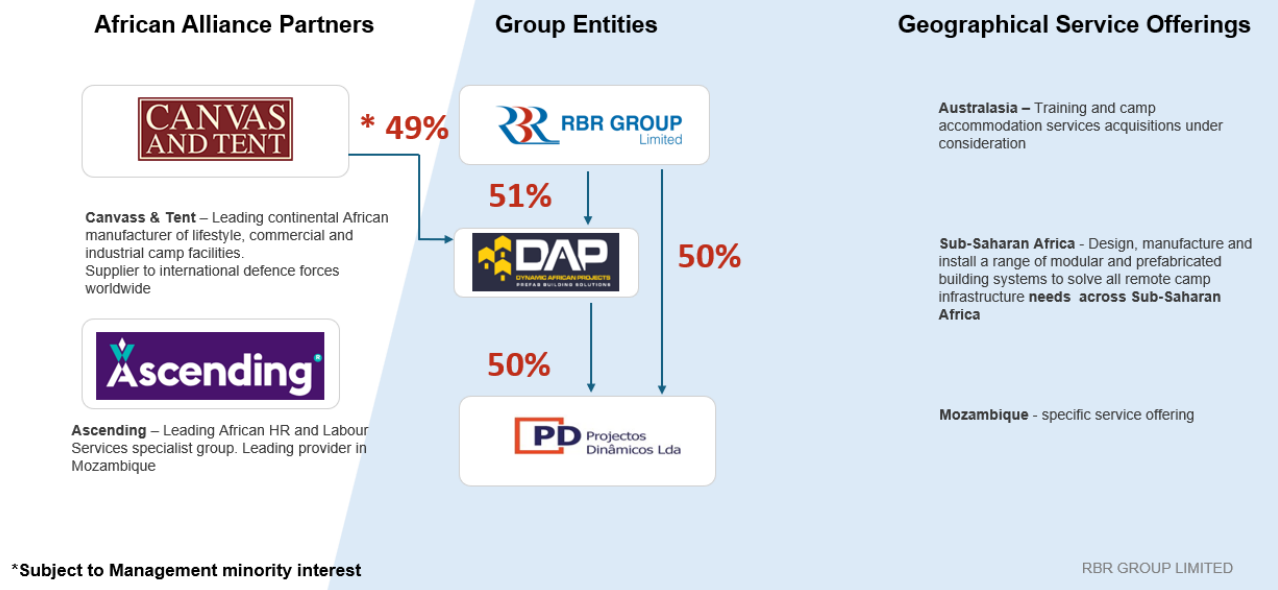 African Alliance Partners
Group Entities
Geographical Service Offerings
CANVAS
AND TENT
* 49%
RBR GROUP
Limited
Australasia – Training and camp
accommodation services acquisitions under
consideration
51%
Canvass & Tent – Leading continental African
manufacturer of lifestyle, commercial and
industrial camp facilities.
Supplier to international defence forces
worldwide
DAP
DYNAMIC AFRICAN PROJECTS
PREFAB BUILDING SOLUTIONS
50%
Sub-Saharan Africa - Design, manufacture and
install a range of modular and prefabricated
building systems to solve all remote camp
infrastructure needs across Sub-Saharan
Africa
Ascending®
50%
Ascending – Leading African HR and Labour
Services specialist group. Leading provider in
Mozambique
PD Projectos
Dinâmicos Lda
Mozambique - specific service offering
*Subject to Management minority interest
RBR GROUP LIMITED